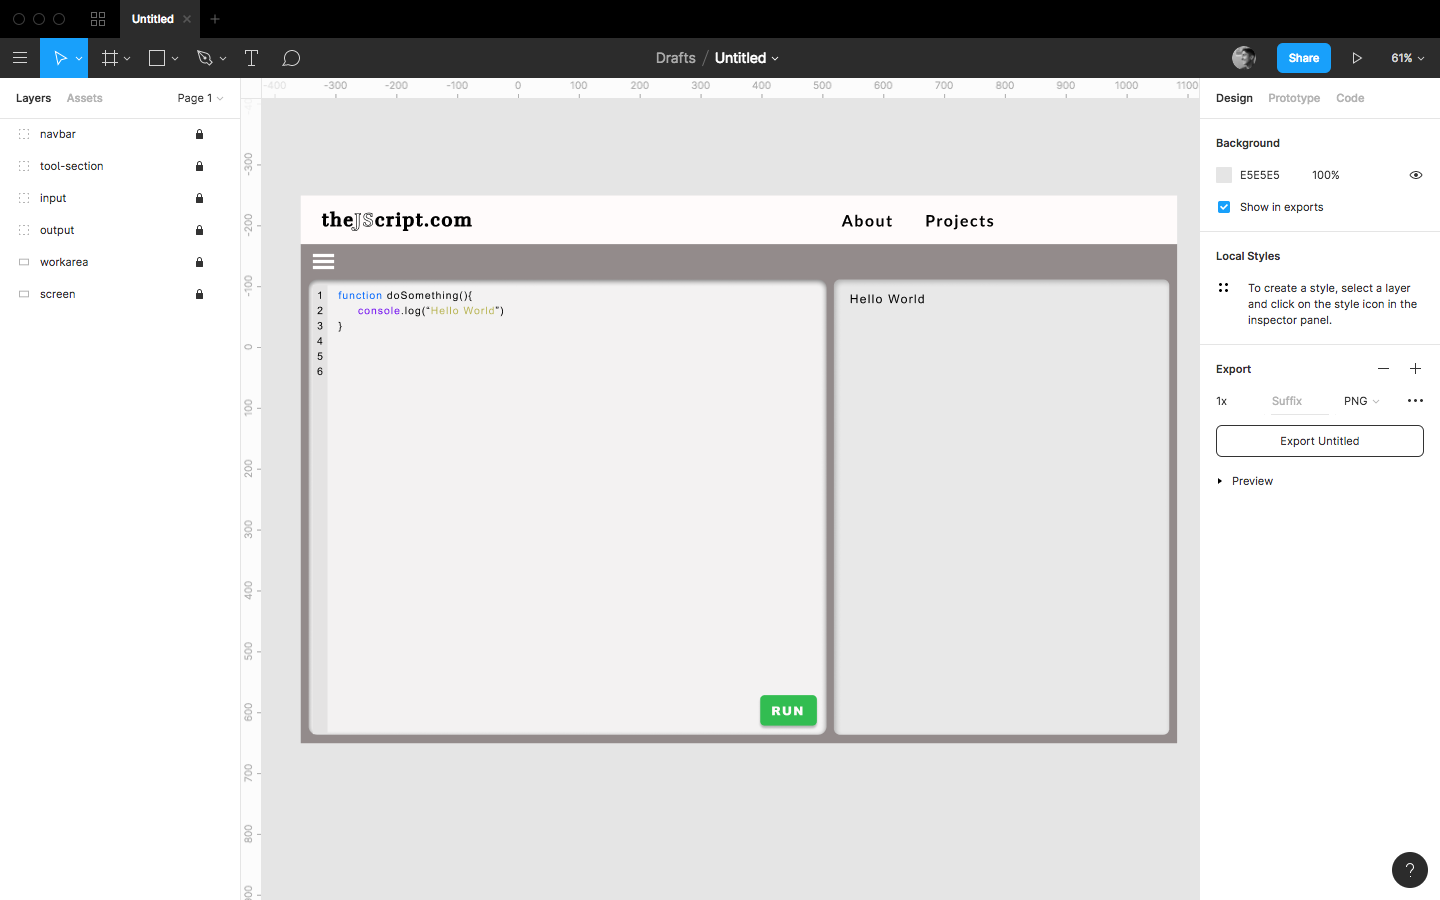 Untitled
Drafts / Untitled
Share
61%
Layers
Assets
Page 1
navbar
tool-section
input
output
workarea
screen
-400 -300 -200 -100 0 100 200 300 400 500 600 700 800 900 1000 1100
-300
-200
-100
0
100
200
300
400
500
600
700
800
theJScript.com
About
Projects
1 function doSomething(){
2 console.log(“Hello World”)
3 }
4
5
6
RUN
Hello World
Design
Prototype
Code
Background
E5E5E5
100%
Show in exports
Local Styles
To create a style, select a layer
and click on the style icon in the
inspector panel.
Export
1x
Suffix
PNG
Export Untitled
Preview
?